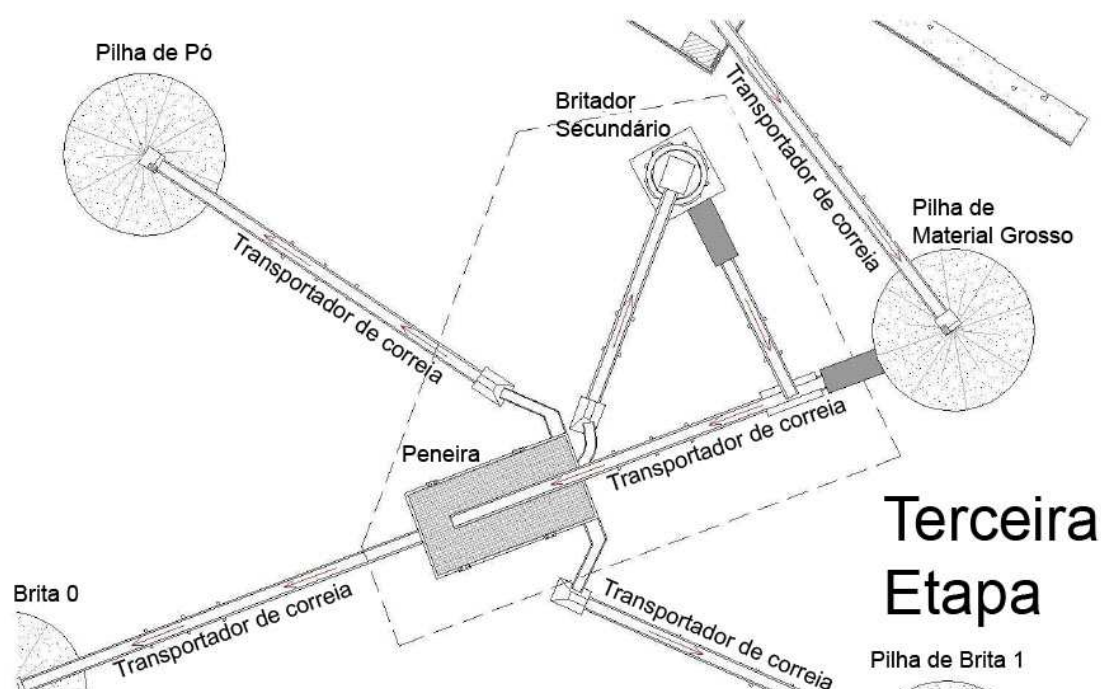 Pilha de Pó
Britador
Secundário
Transportador de correia
Pilha de
Material Grosso
Transportador de correia
Transportador de correia
Peneira
Terceira
Etapa
Brita 0
Transportador de correia
Transportador de correia
Pilha de Brita 1